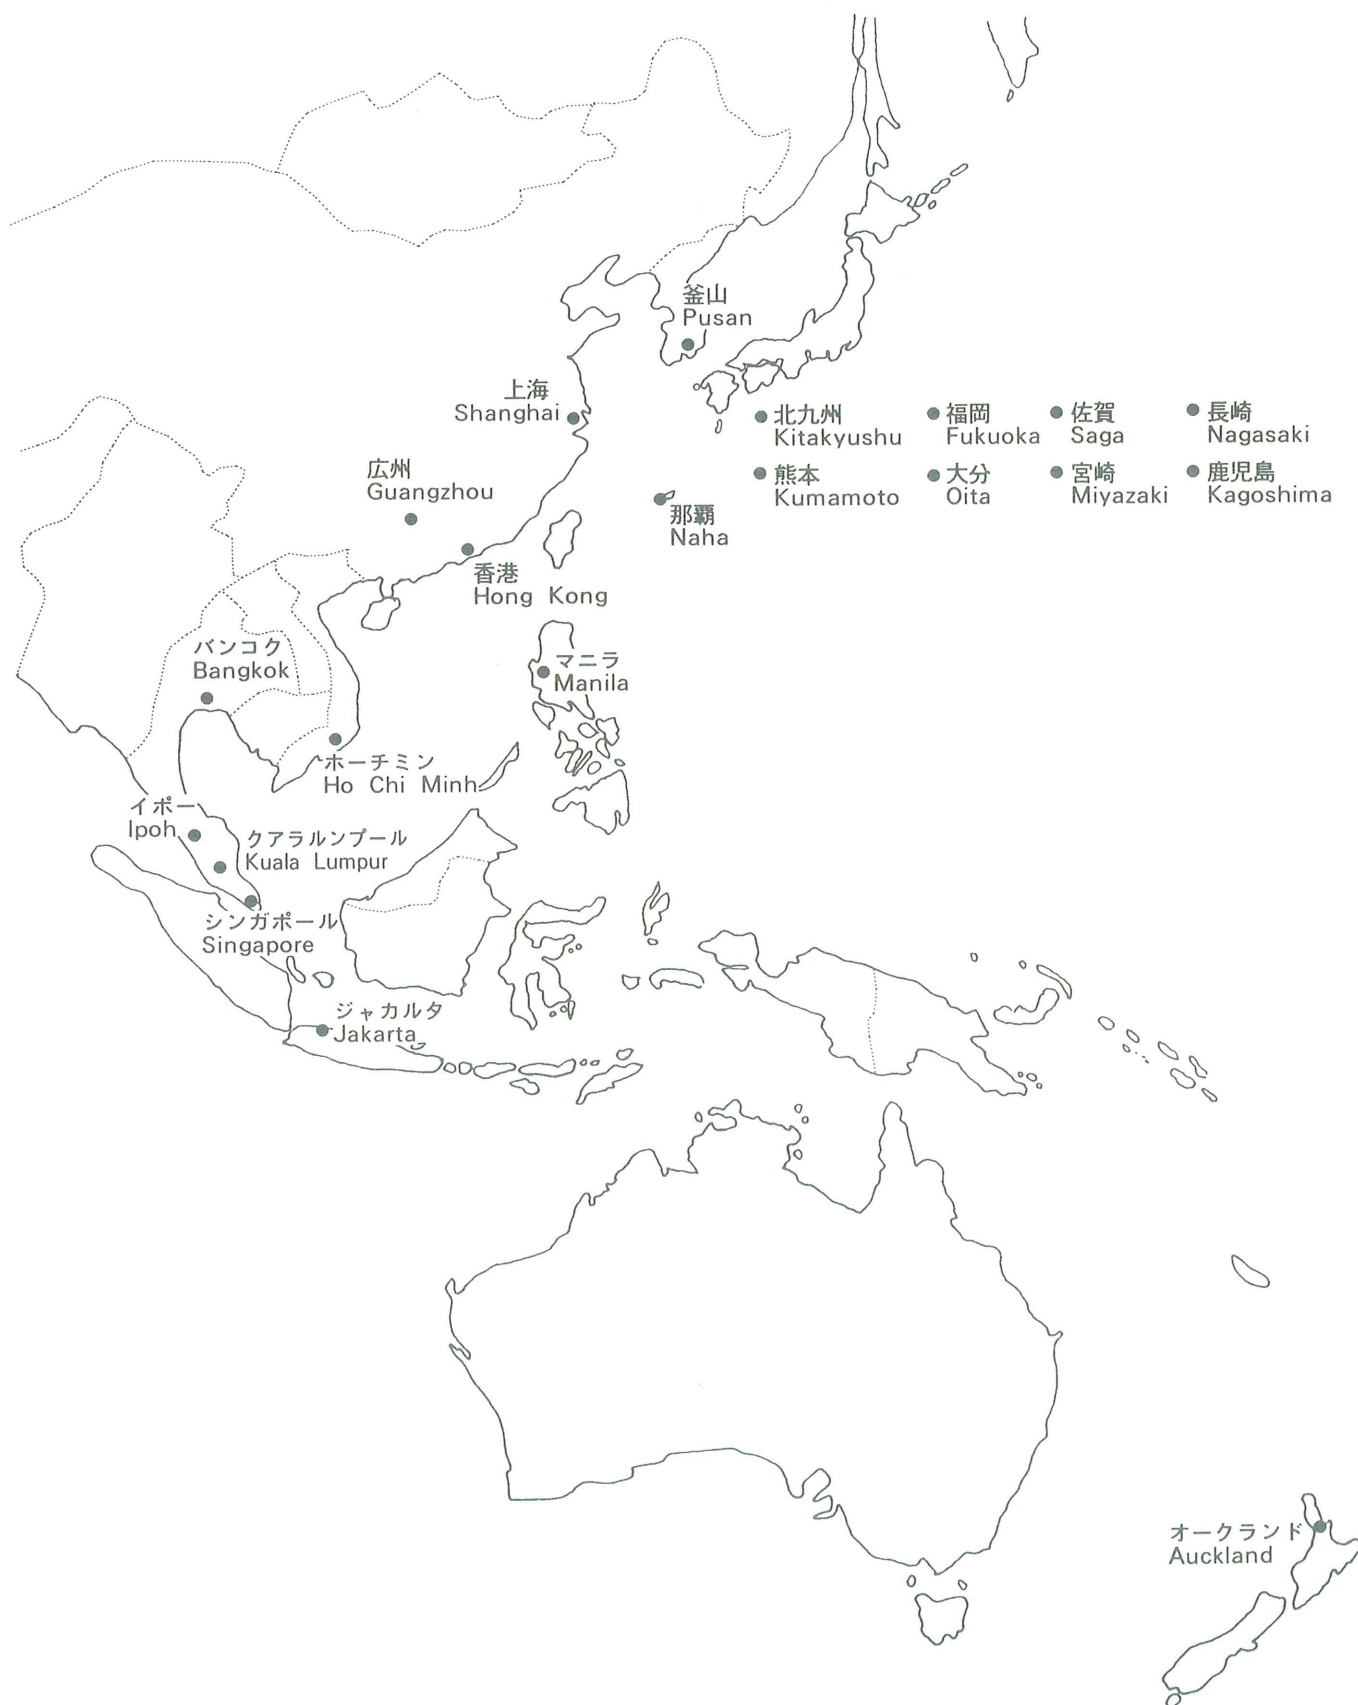 釜山
Pusan
上海
Shanghai
北九州
Kitakyushu
福岡
Fukuoka
佐賀
Saga
長崎
Nagasaki
熊本
Kumamoto
大分
Oita
宮崎
Miyazaki
鹿児島
Kagoshima
広州
Guangzhou
那覇
Naha
香港
Hong Kong
バンコク
Bangkok
マニラ
Manila
ホーチミン
Ho Chi Minh
イポー
Ipoh
クアラルンプール
Kuala Lumpur
シンガポール
Singapore
ジャカルタ
Jakarta
オークランド
Auckland